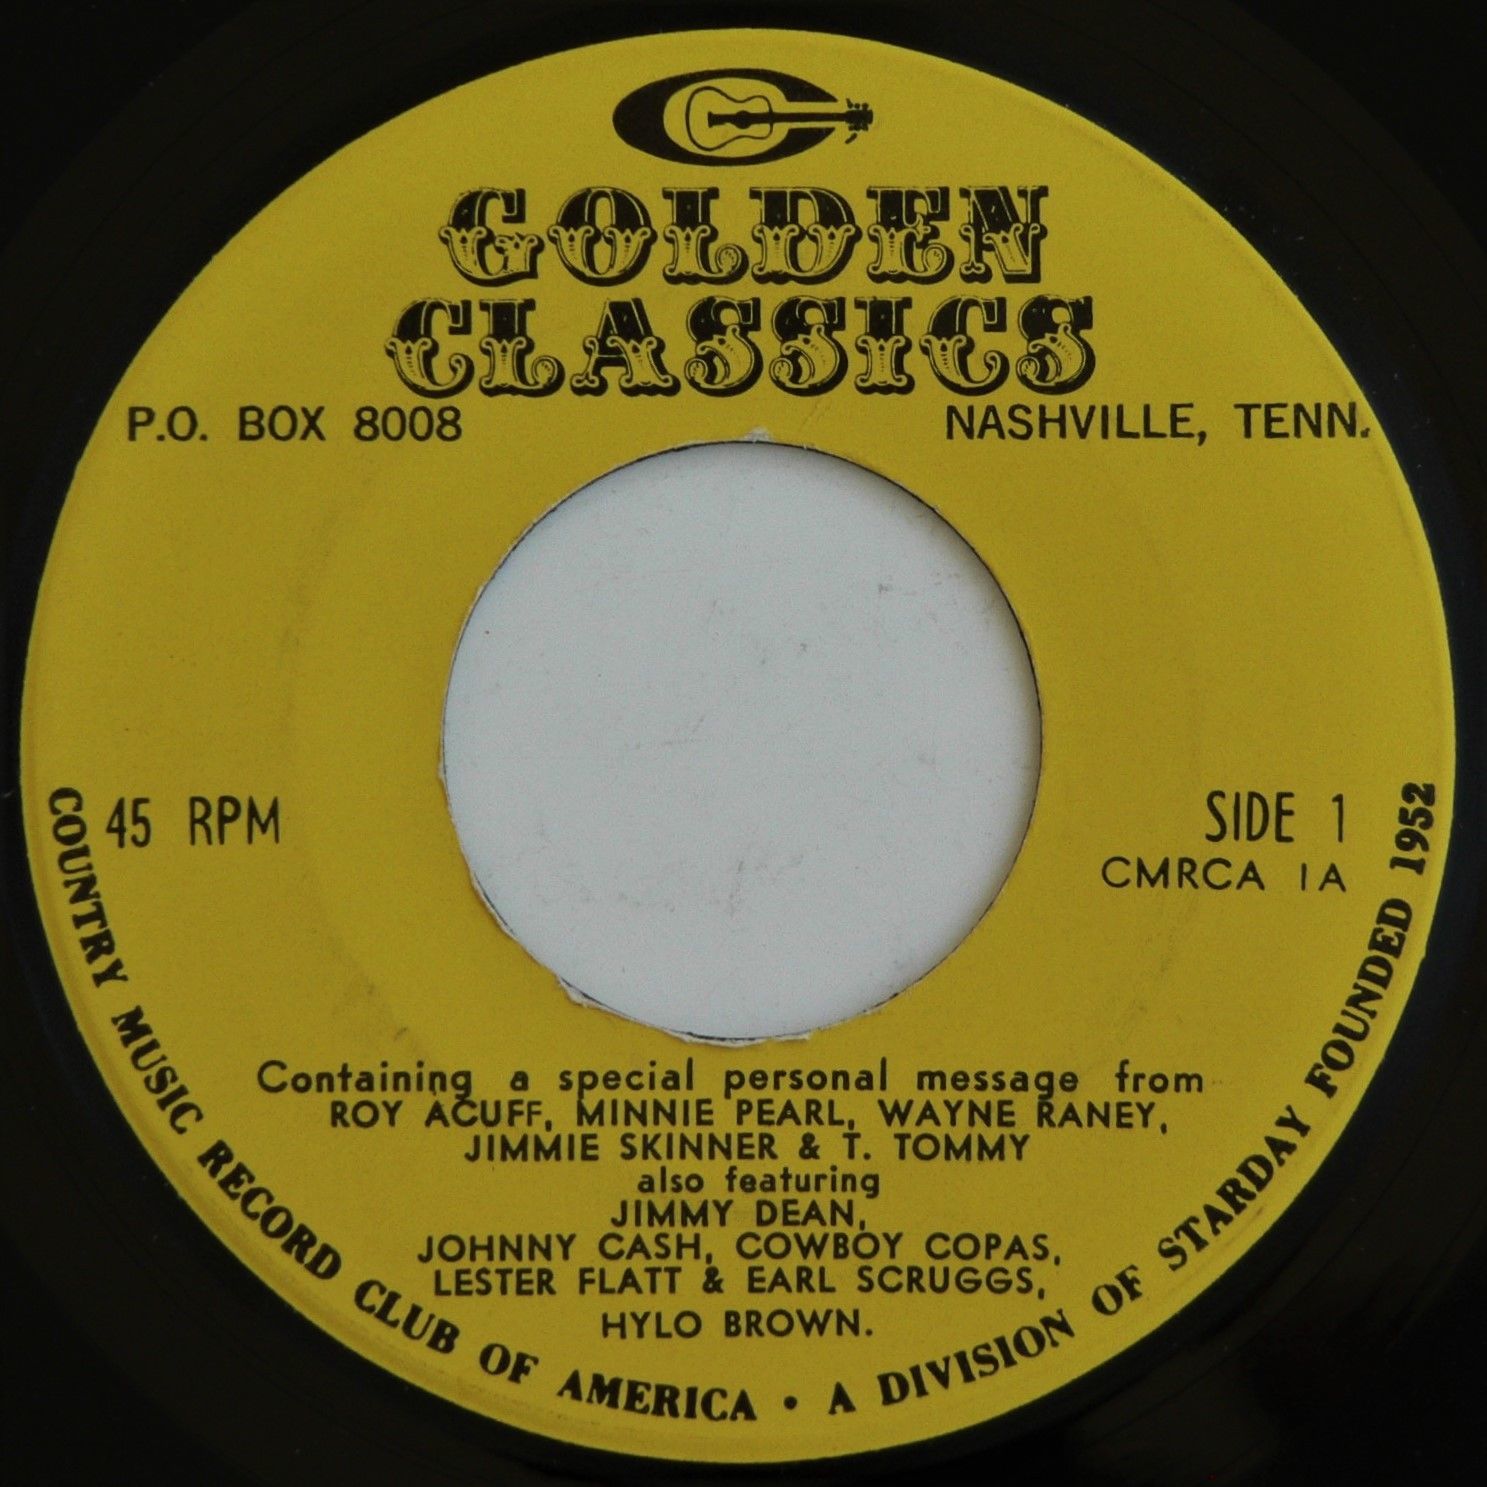 GOLDEN
CLASSICS
P.O. BOX 8008
NASHVILLE, TENN.
45 RPM
SIDE 1
CMRCA 1A
Containing a special personal message from
ROY ACUFF, MINNIE PEARL, WAYNE RANEY,
JIMMIE SKINNER & T. TOMMY
also featuring
JIMMY DEAN,
JOHNNY CASH, COWBOY COPAS,
LESTER FLATT & EARL SCRUGGS,
HYLO BROWN.
COUNTRY MUSIC RECORD CLUB OF AMERICA • A DIVISION OF STARDAY FOUNDED 1952